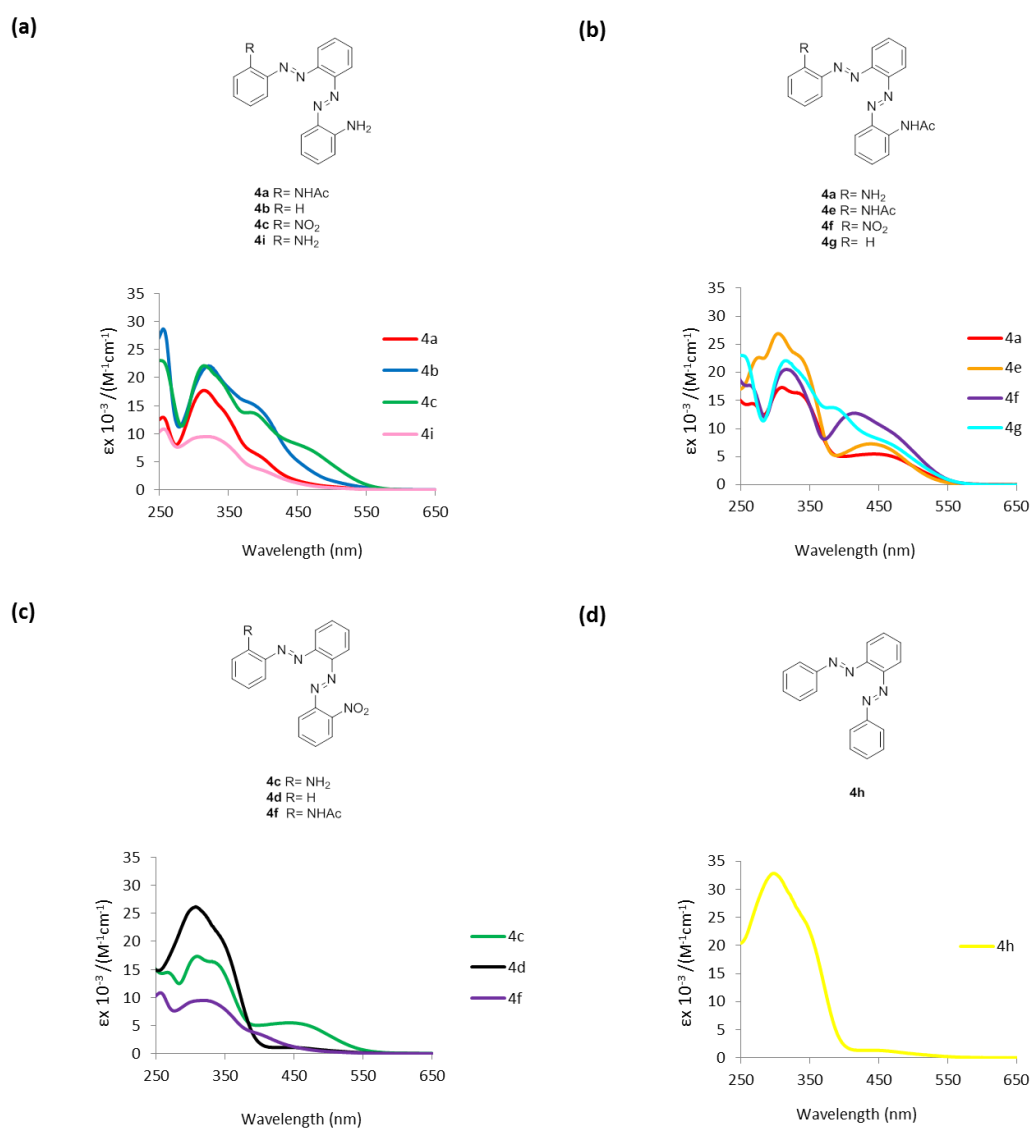 (a)
R
N
N
N
N
NH2
4a R= NHAc
4b R= H
4c R= NO2
4i R= NH2
εx 10-3 /(M-1cm-1)
35
30
25
20
15
10
5
0
250 350 450 550 650
Wavelength (nm)
4a
4b
4c
4i
(b)
R
N
N
N
N
NHAc
4a R= NH2
4e R= NHAc
4f R= NO2
4g R= H
εx 10-3 /(M-1cm-1)
35
30
25
20
15
10
5
0
250 350 450 550 650
Wavelength (nm)
4a
4e
4f
4g
(c)
R
N
N
N
N
NO2
4c R= NH2
4d R= H
4f R= NHAc
εx 10-3 /(M-1cm-1)
35
30
25
20
15
10
5
0
250 350 450 550 650
Wavelength (nm)
4c
4d
4f
(d)
N
N
N
N
4h
εx 10-3 /(M-1cm-1)
35
30
25
20
15
10
5
0
250 350 450 550 650
Wavelength (nm)
4h